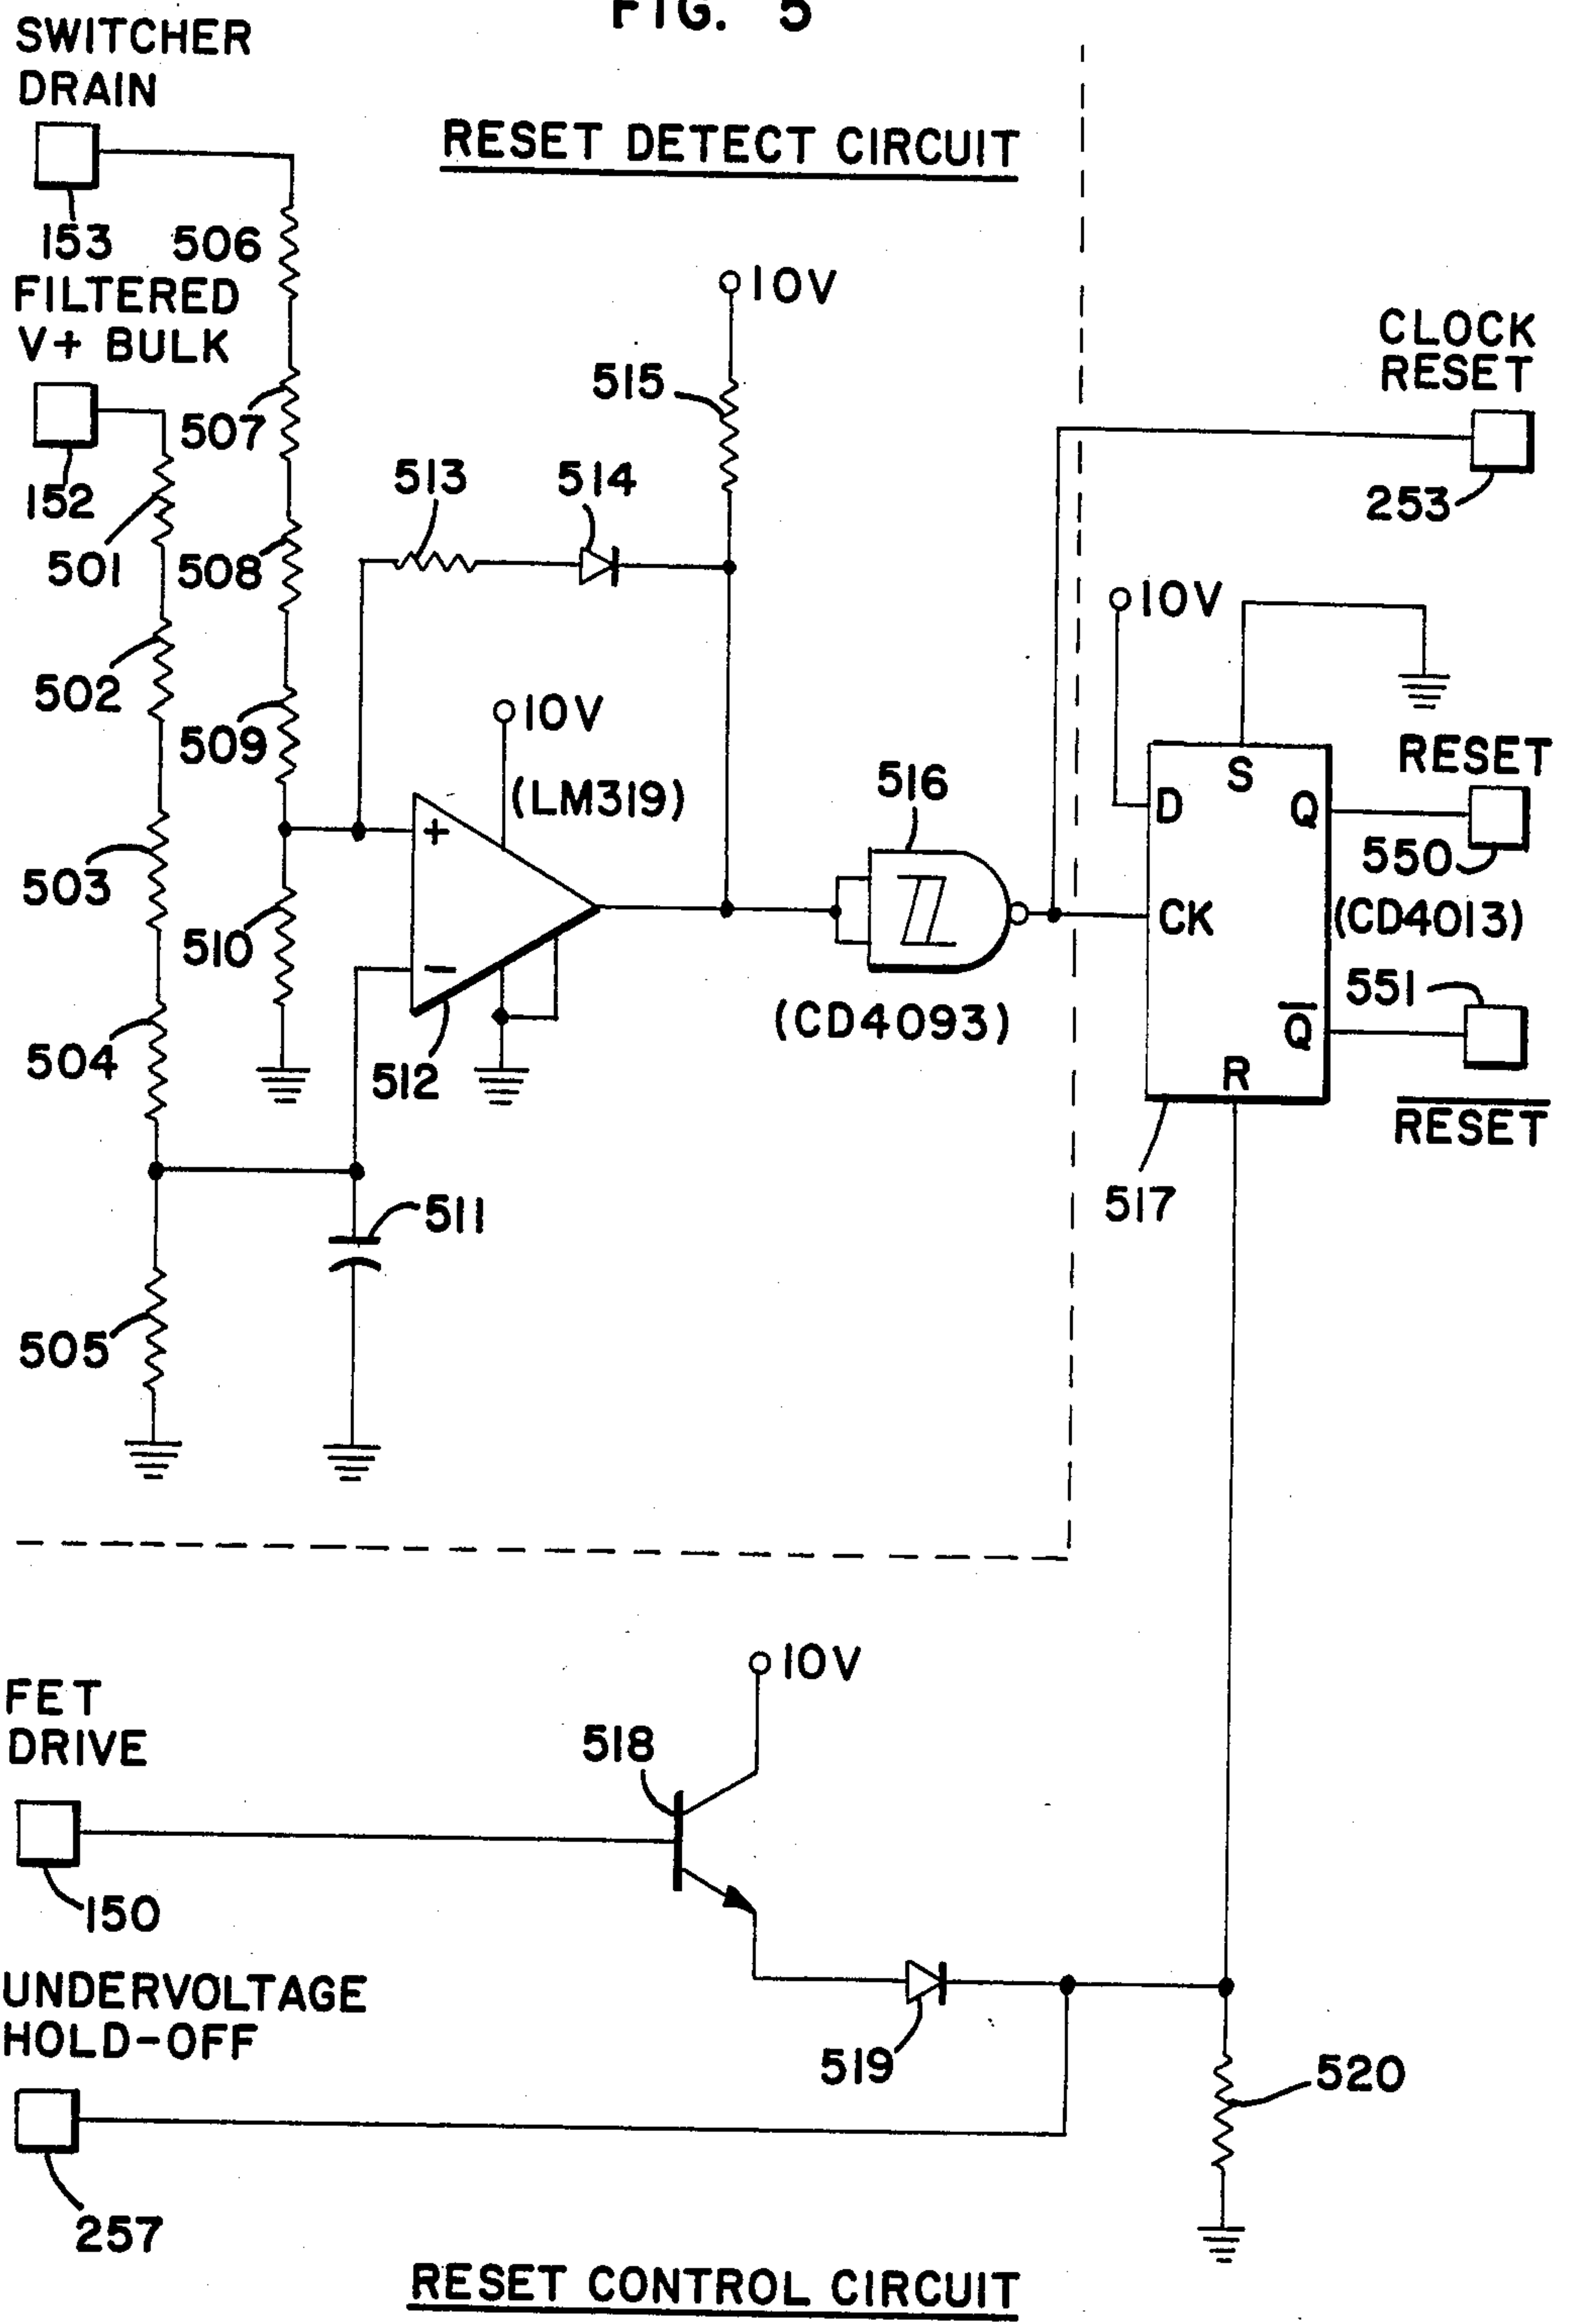 FIG. 5
SWITCHER
DRAIN
RESET DETECT CIRCUIT
153
506
FILTERED
V+ BULK
10V
CLOCK
RESET
515
507
152
513
514
253
501
508
10V
502
509
10V
RESET
(LM319)
516
S
D
Q
503
550
+
510
CK
(CD4013)
−
551
(CD4093)
Q
504
512
R
RESET
517
511
505
10V
FET
DRIVE
518
150
UNDERVOLTAGE
HOLD-OFF
519
520
257
RESET CONTROL CIRCUIT